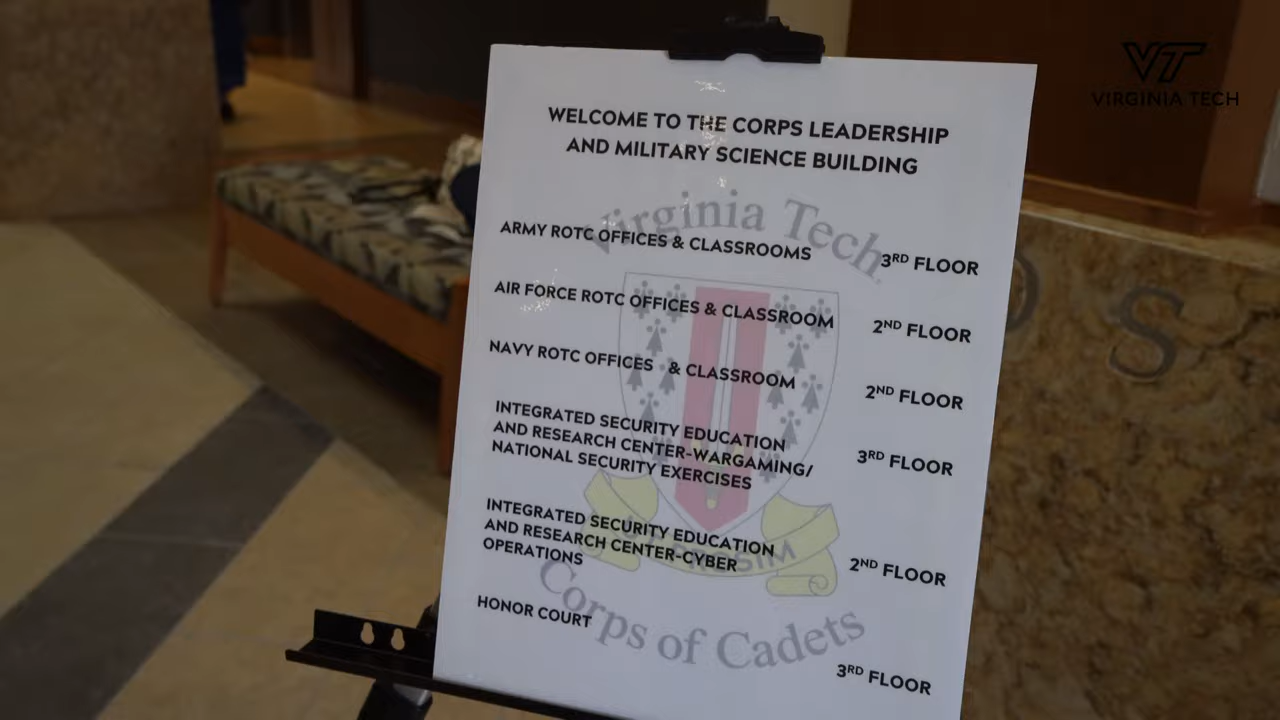 VT
VIRGINIA TECH
WELCOME TO THE CORPS LEADERSHIP
AND MILITARY SCIENCE BUILDING
Virginia Tech
ARMY ROTC OFFICES & CLASSROOMS 3RD FLOOR
AIR FORCE ROTC OFFICES & CLASSROOM 2ND FLOOR
NAVY ROTC OFFICES & CLASSROOM 2ND FLOOR
INTEGRATED SECURITY EDUCATION
AND RESEARCH CENTER-WARGAMING/ 3RD FLOOR
NATIONAL SECURITY EXERCISES
INTEGRATED SECURITY EDUCATION
AND RESEARCH CENTER-CYBER 2ND FLOOR
OPERATIONS
HONOR COURT 3RD FLOOR
Corps of Cadets